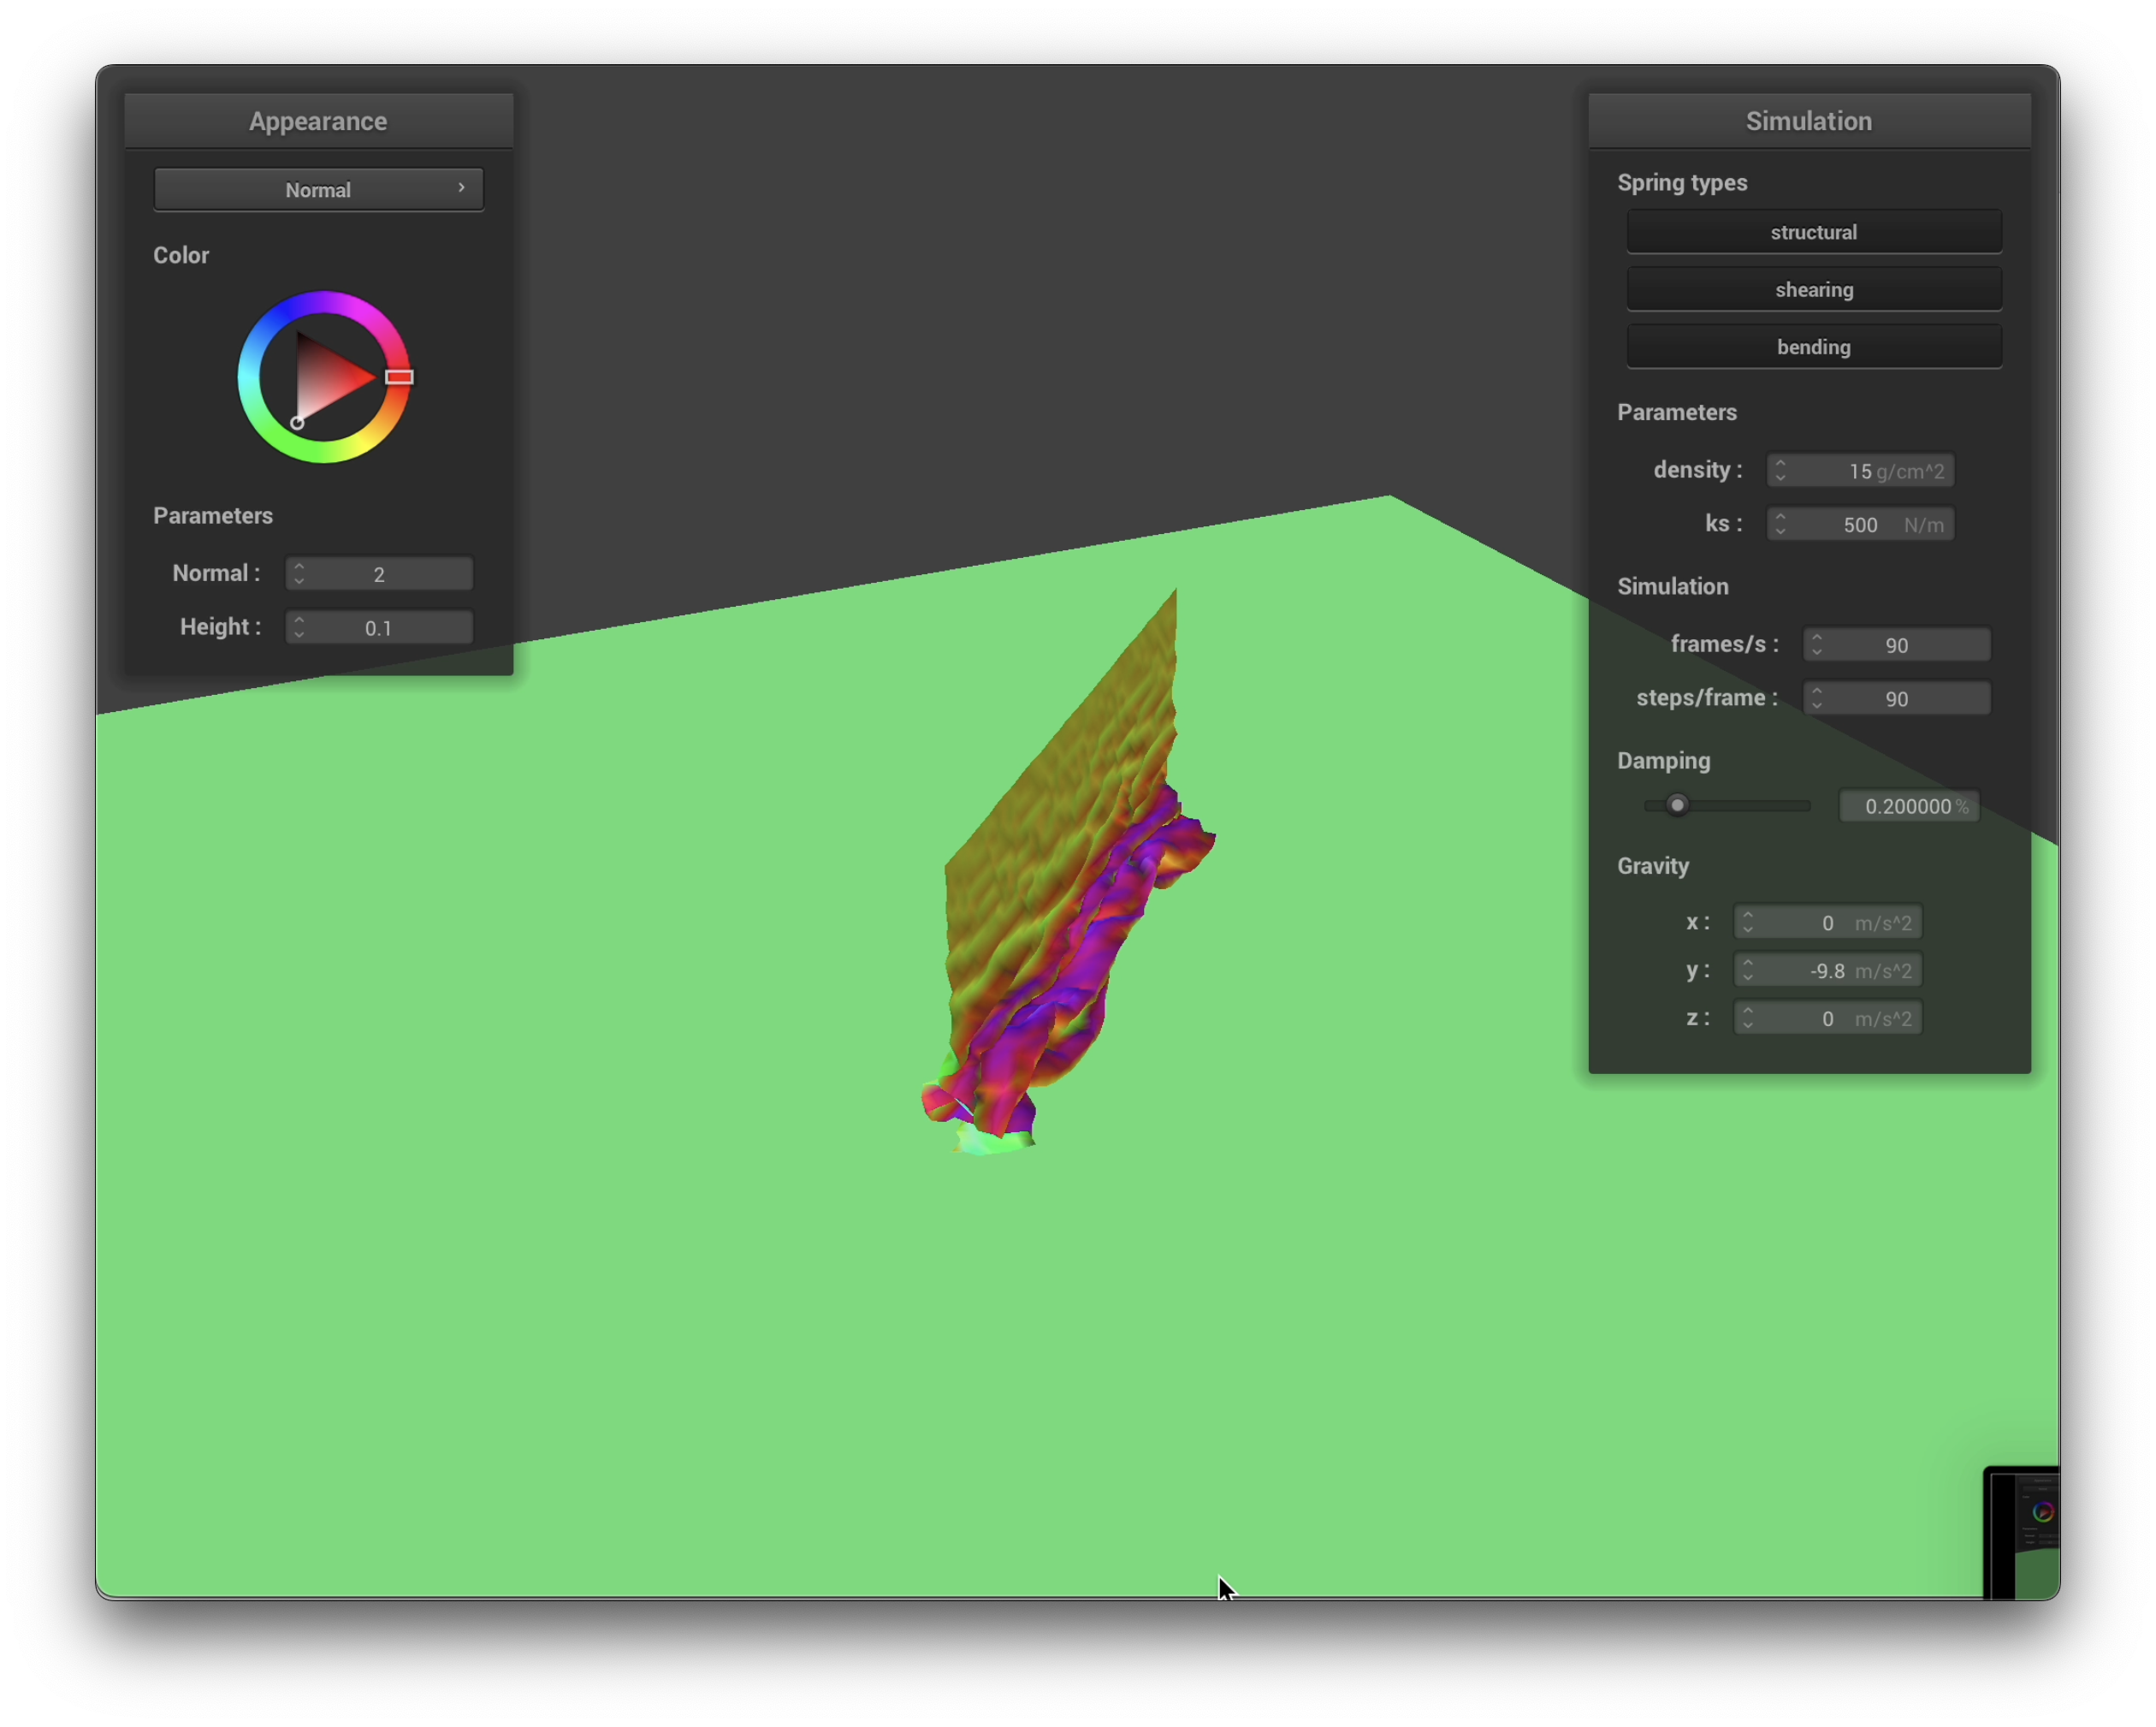 Appearance
Normal
Color
Parameters
Normal :
2
Height :
0.1
Simulation
Spring types
structural
shearing
bending
Parameters
density :
15 g/cm^2
ks :
500 N/m
Simulation
frames/s :
90
steps/frame :
90
Damping
0.200000 %
Gravity
x :
0 m/s^2
y :
-9.8 m/s^2
z :
0 m/s^2